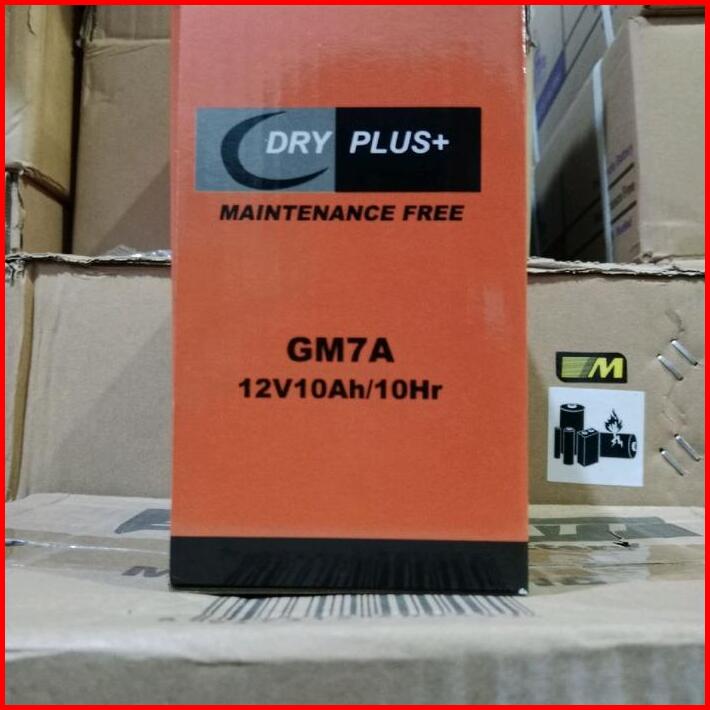 DRY PLUS+
MAINTENANCE FREE
GM7A
12V10Ah/10Hr
M